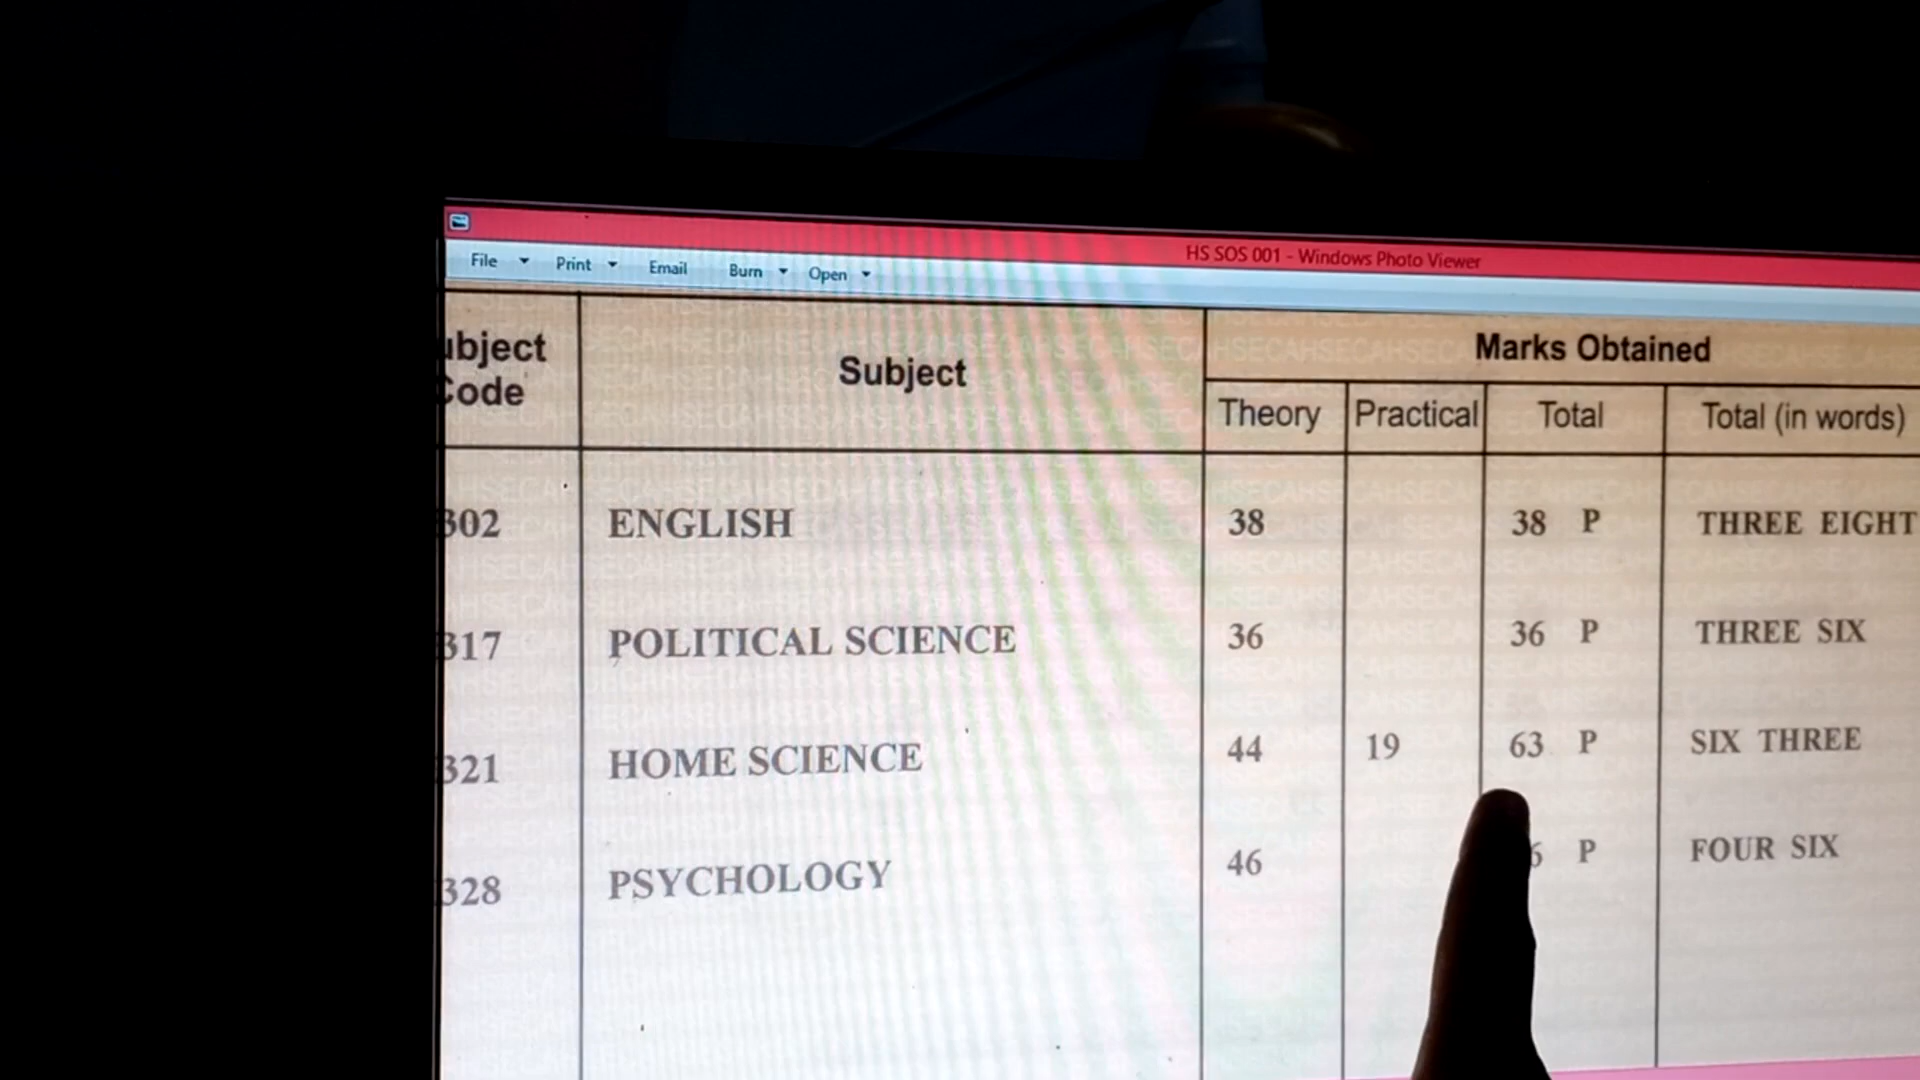 HS SOS 001 - Windows Photo Viewer
File Print Email Burn Open
Subject Marks Obtained
Code
Theory Practical Total Total (in words)
302 ENGLISH 38 38 P THREE EIGHT
317 POLITICAL SCIENCE 36 36 P THREE SIX
321 HOME SCIENCE 44 19 63 P SIX THREE
328 PSYCHOLOGY 46 6 P FOUR SIX